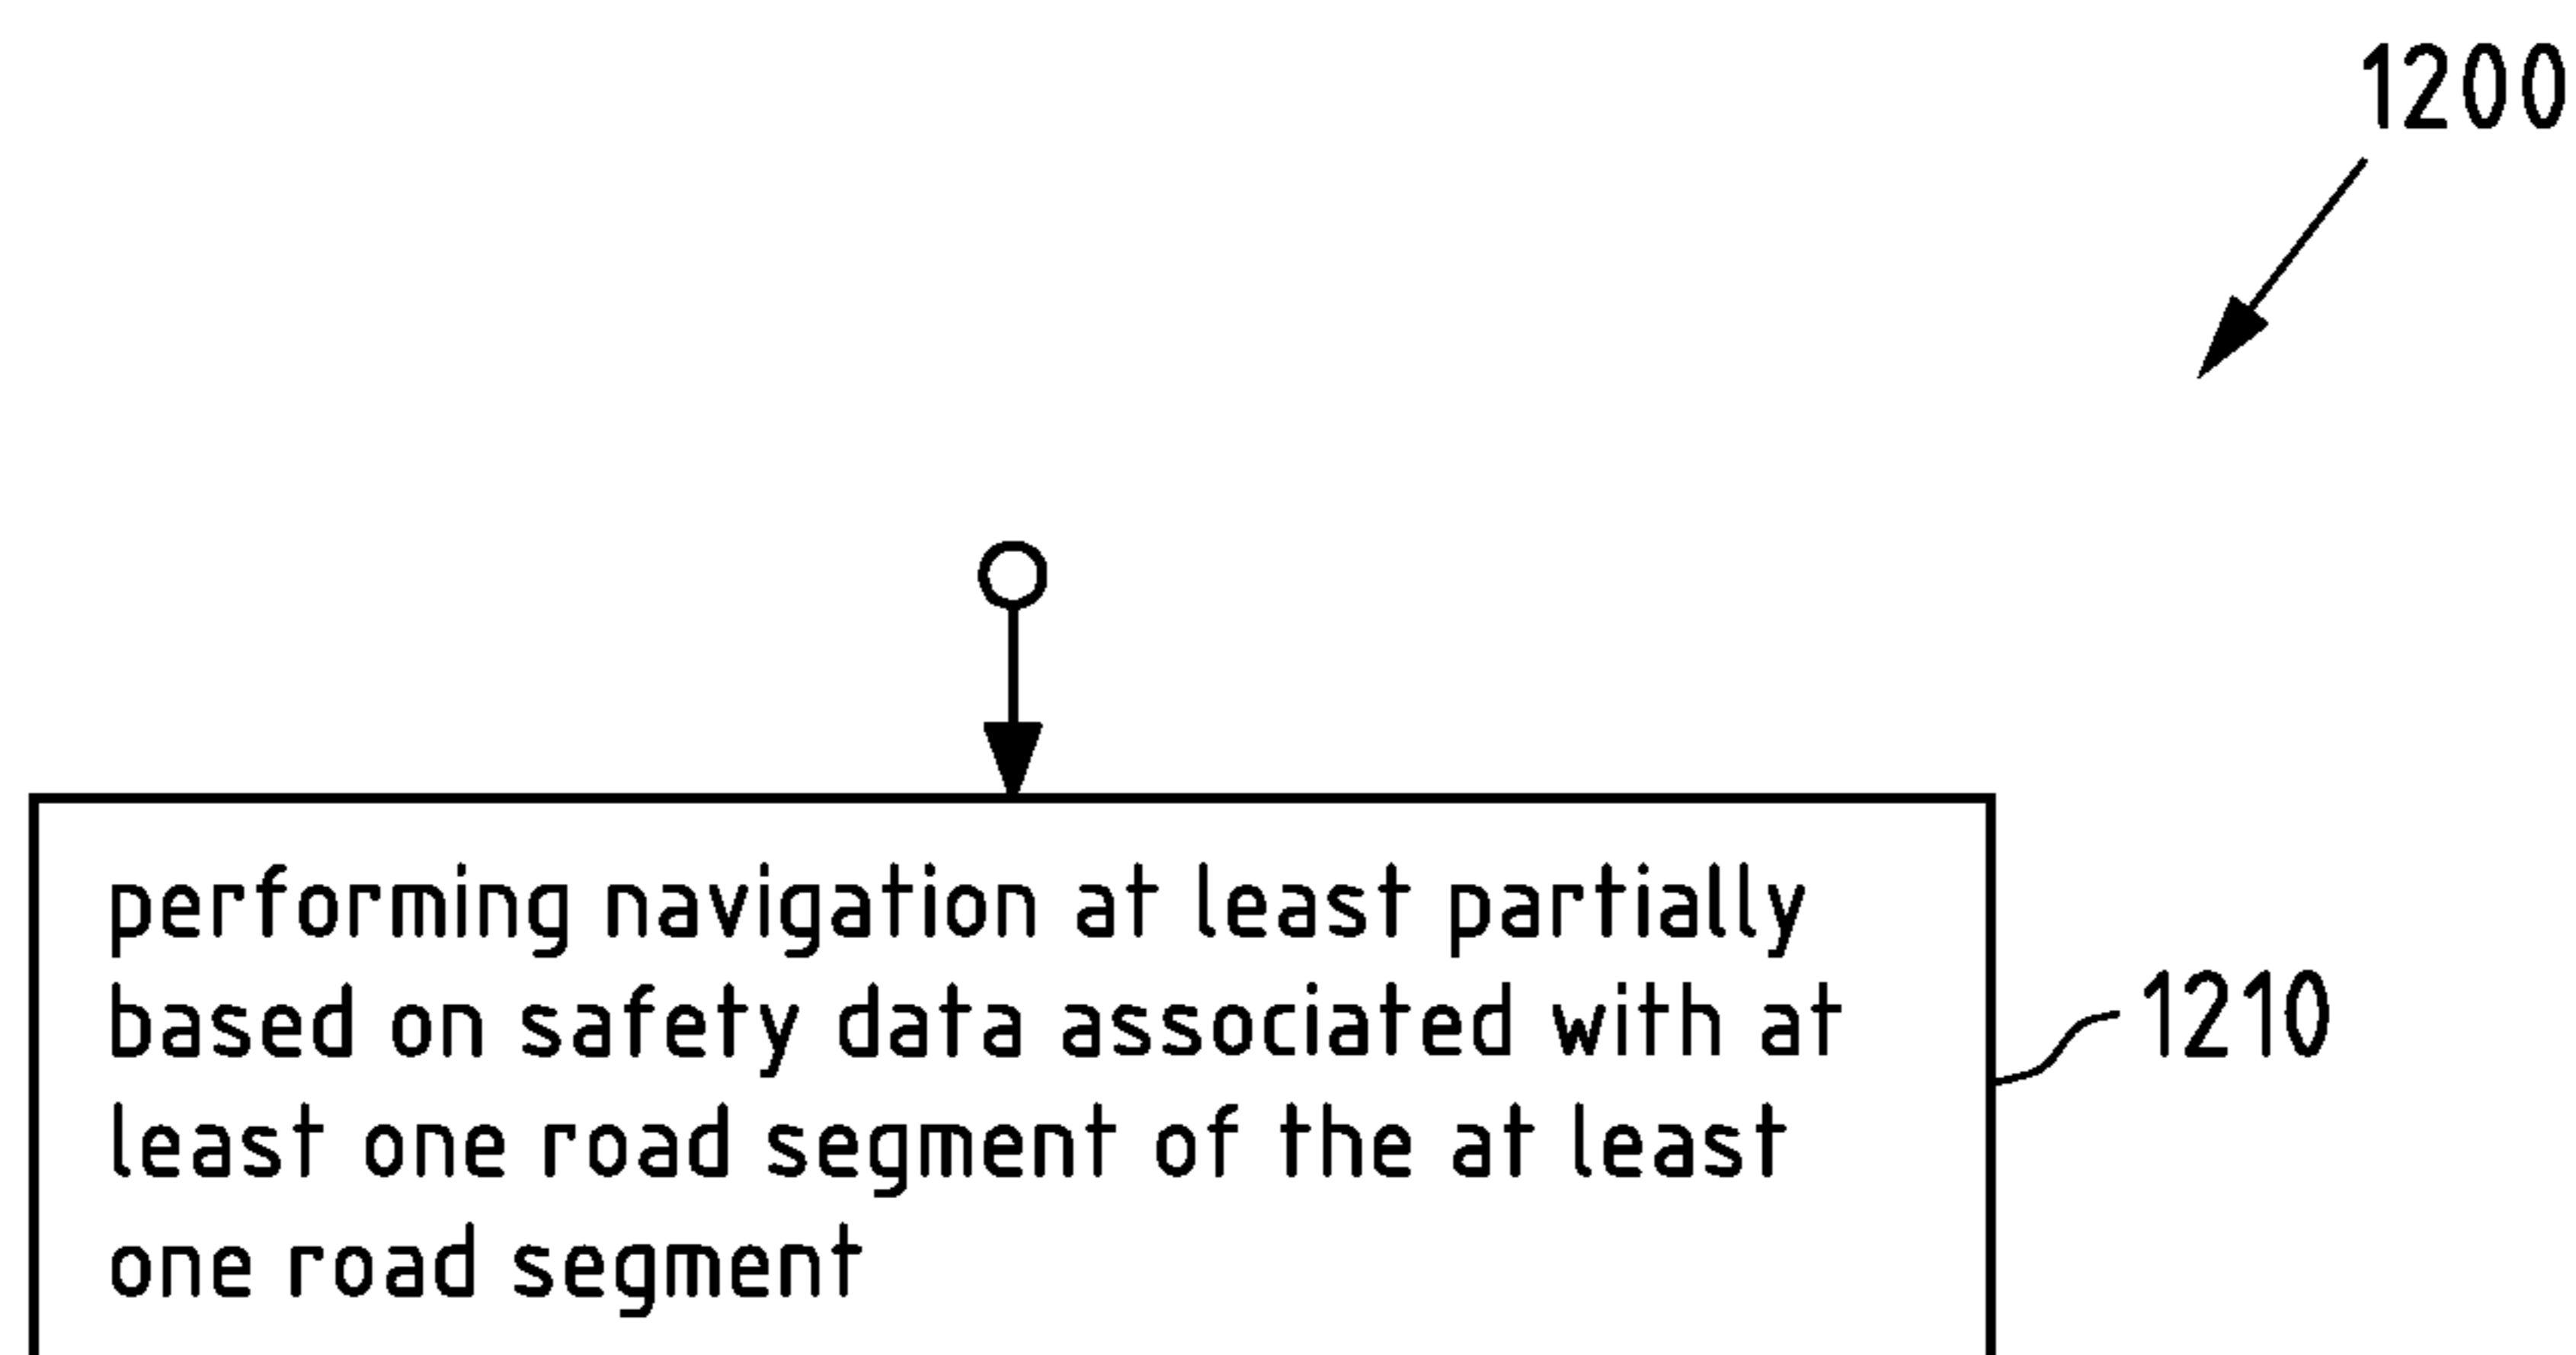 1200
performing navigation at least partially
based on safety data associated with at
least one road segment of the at least
one road segment
1210